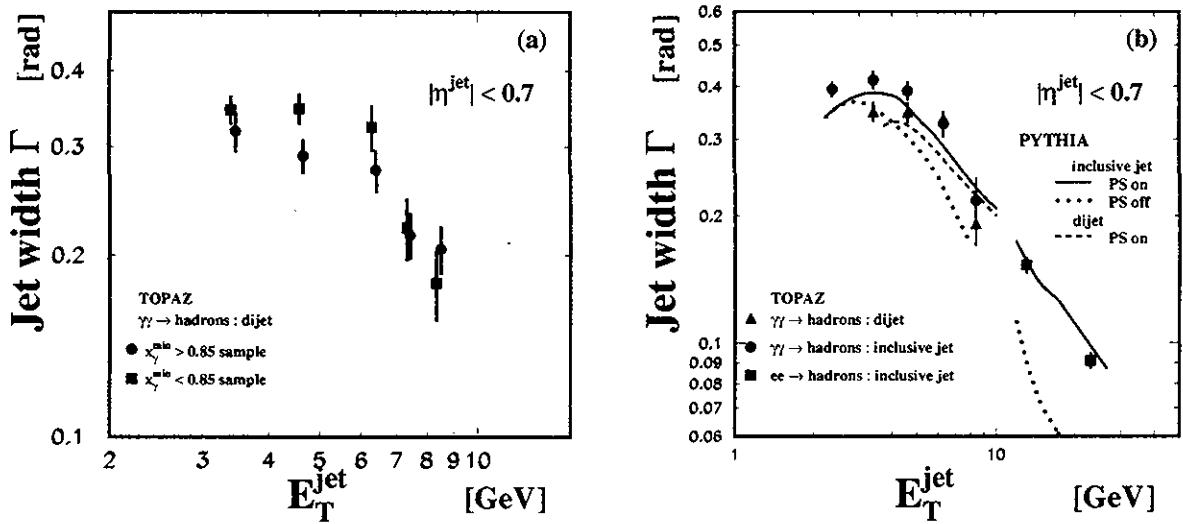 (a)
Jet width Γ [rad]
0.4
0.3
0.2
0.1
|η^jet| < 0.7
TOPAZ
γγ → hadrons : dijet
x_γ^min > 0.85 sample
x_γ^min < 0.85 sample
2 3 4 5 6 7 8 9 10
E_T^jet [GeV]
(b)
Jet width Γ [rad]
0.6
0.5
0.4
0.3
0.2
0.1
0.09
0.08
0.07
0.06
|η^jet| < 0.7
PYTHIA
inclusive jet
PS on
PS off
dijet
PS on
TOPAZ
γγ → hadrons : dijet
γγ → hadrons : inclusive jet
ee → hadrons : inclusive jet
1 10
E_T^jet [GeV]